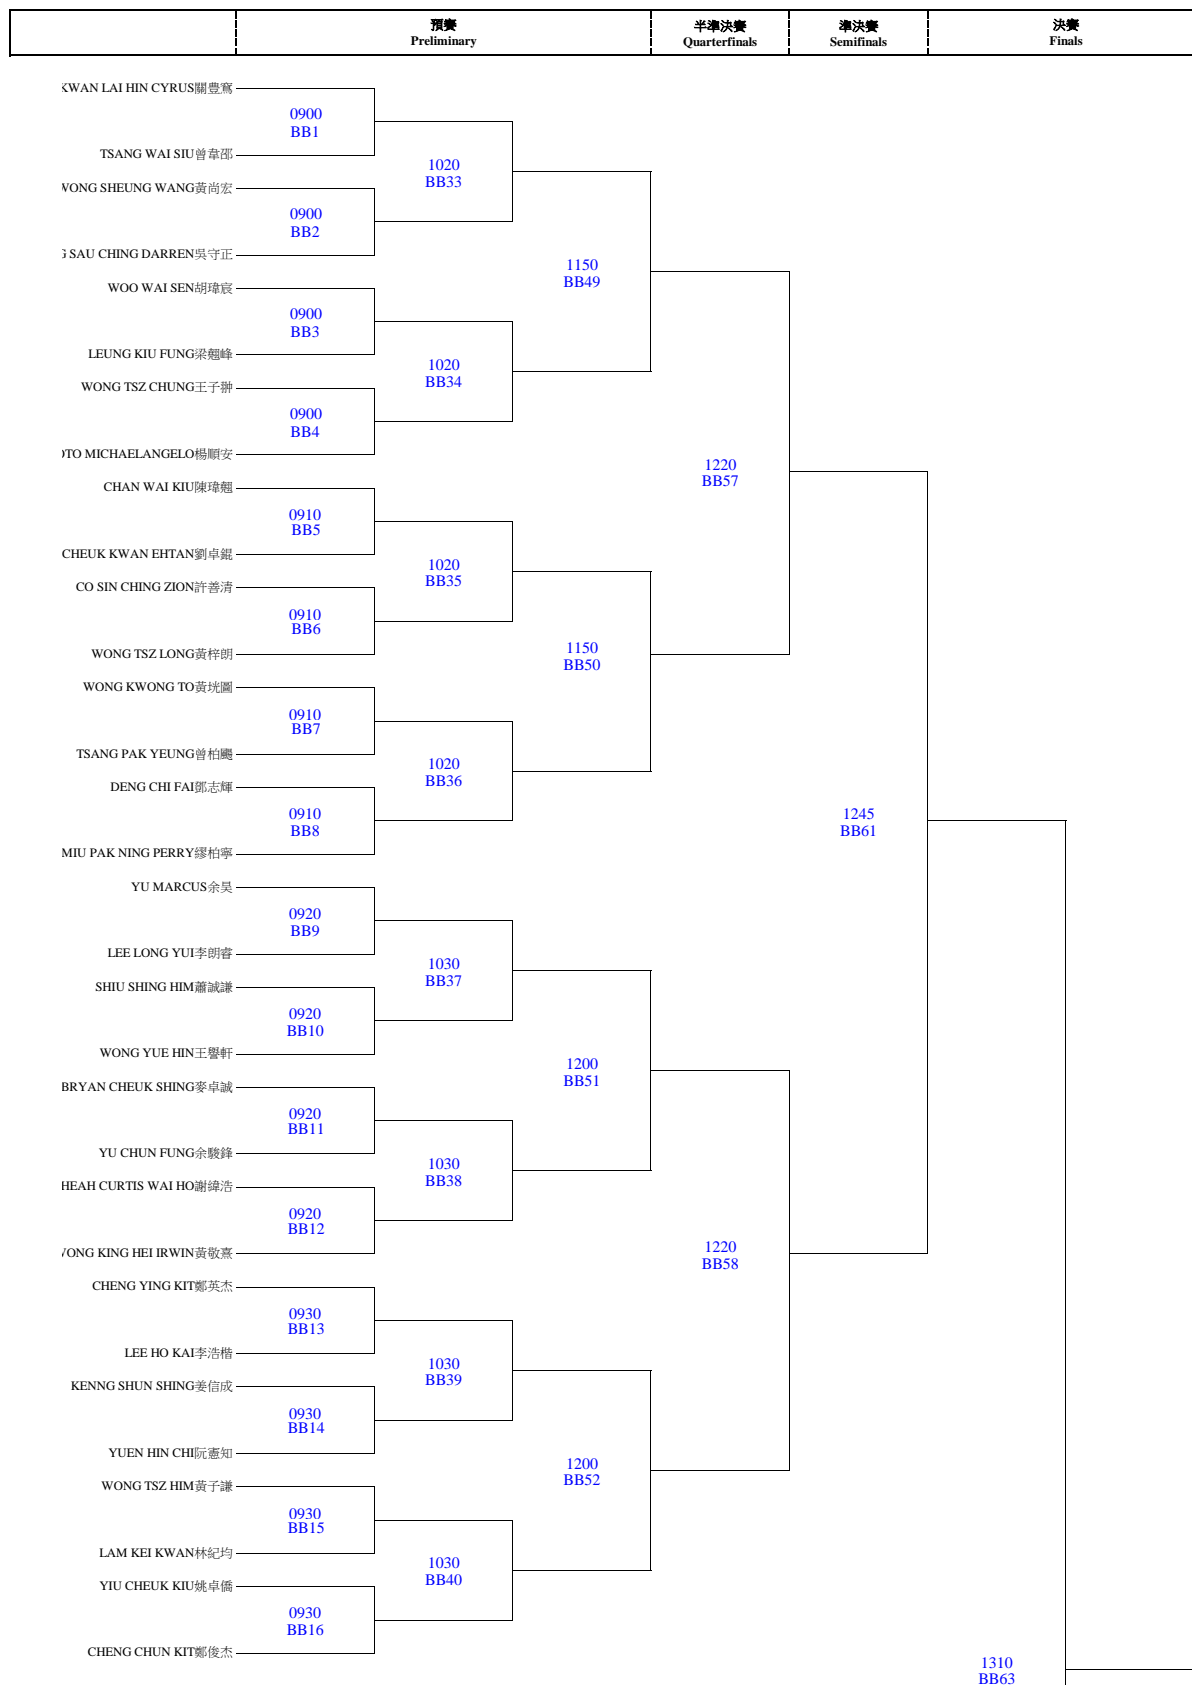 預賽 半準決賽 準決賽 決賽
Preliminary Quarterfinals Semifinals Finals
KWAN LAI HIN CYRUS關豊騫
0900
BB1
TSANG WAI SIU曾韋邵
1020
BB33
WONG SHEUNG WANG黃尚宏
0900
BB2
SAU CHING DARREN吳守正
1150
BB49
WOO WAI SEN胡瑋宸
0900
BB3
LEUNG KIU FUNG梁翹峰
1020
BB34
WONG TSZ CHUNG王子翀
0900
BB4
OTO MICHAELANGELO楊順安
1220
BB57
CHAN WAI KIU陳瑋翹
0910
BB5
CHEUK KWAN EHTAN劉卓錕
1020
BB35
CO SIN CHING ZION許善清
0910
BB6
WONG TSZ LONG黃梓朗
1150
BB50
WONG KWONG TO黃垙圖
0910
BB7
TSANG PAK YEUNG曾柏颺
1020
BB36
DENG CHI FAI鄧志輝
0910
BB8
1245
BB61
MIU PAK NING PERRY繆柏寧
YU MARCUS余昊
0920
BB9
LEE LONG YUI李朗睿
1030
BB37
SHIU SHING HIM蕭誠謙
0920
BB10
WONG YUE HIN王譽軒
1200
BB51
BRYAN CHEUK SHING麥卓誠
0920
BB11
YU CHUN FUNG余駿鋒
1030
BB38
HEAH CURTIS WAI HO謝緯浩
0920
BB12
WONG KING HEI IRWIN黃敬熹
1220
BB58
CHENG YING KIT鄭英杰
0930
BB13
LEE HO KAI李浩楷
1030
BB39
KENNG SHUN SHING姜信成
0930
BB14
YUEN HIN CHI阮憲知
1200
BB52
WONG TSZ HIM黃子謙
0930
BB15
LAM KEI KWAN林紀均
1030
BB40
YIU CHEUK KIU姚卓僑
0930
BB16
CHENG CHUN KIT鄭俊杰
1310
BB63